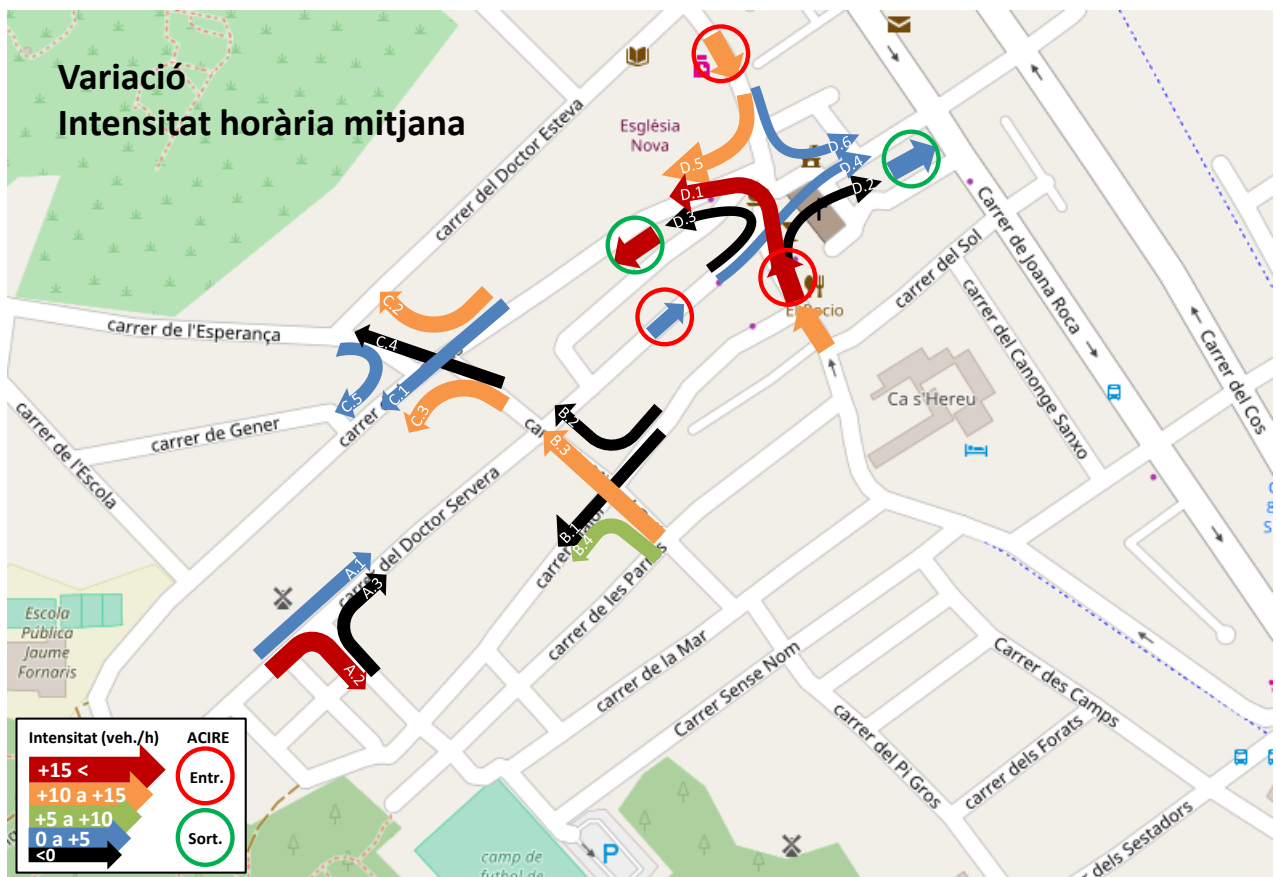 Variació
Intensitat horària mitjana
carrer del Doctor Esteva
Església
Nova
D.6
D.5
D.4
D.1
D.2
D.3
carrer del Sol
Carrer de Joana Roca
carrer del Canonge Sanxo
Carrer del Cos
carrer de l'Esperança
C.2
C.4
C.1
C.3
C.5
carrer
carrer de Gener
carrer de l'Escola
Ca s'Hereu
B.2
B.3
B.1
B.4
carrer del Doctor Servera
carrer de les Parres
A.1
A.3
A.2
Escola
Pública
Jaume
Fornaris
carrer de la Mar
Carrer Sense Nom
Carrer des Camps
carrer dels Forats
carrer del Pi Gros
carrer dels Sestadors
camp de
futbol de
P
Intensitat (veh./h)
ACIRE
+15 <
+10 a +15
+5 a +10
0 a +5
<0
Entr.
Sort.